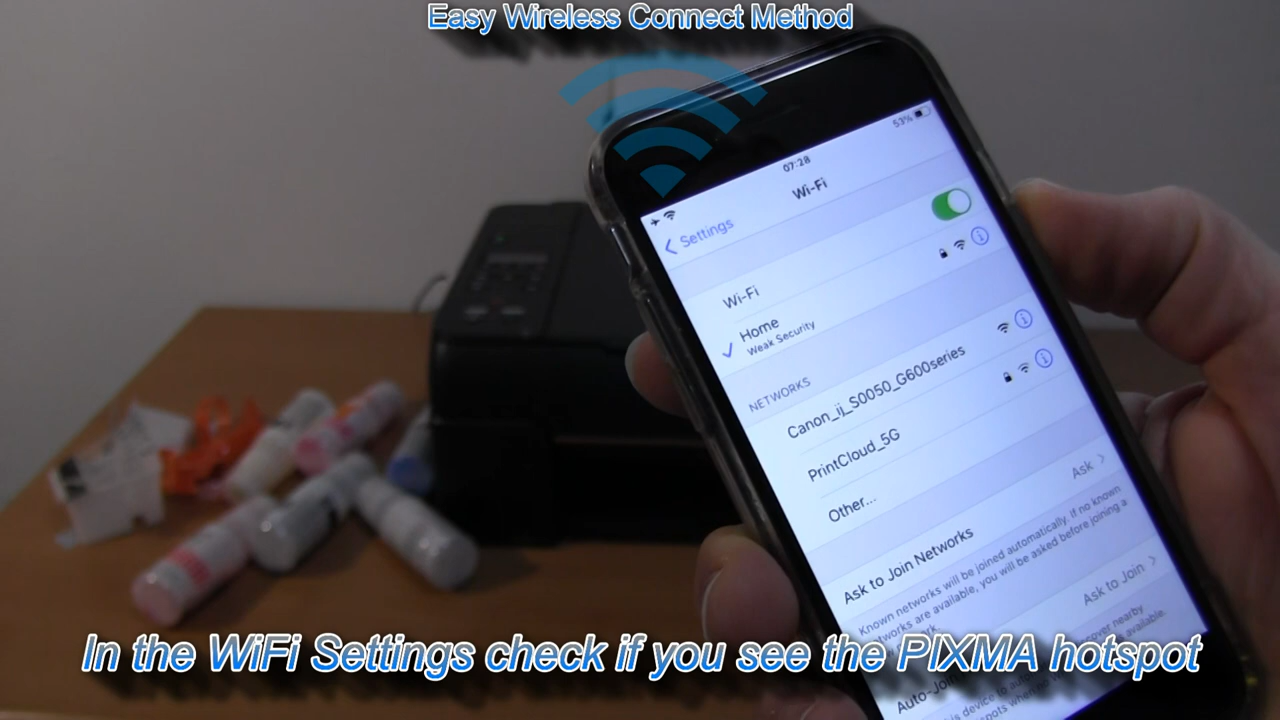 Easy Wireless Connect Method
53%
07:28
Wi-Fi
Settings
Wi-Fi
Home
Weak Security
NETWORKS
Canon_ij_S0050_G600series
PrintCloud_5G
Other...
Ask to Join Networks
Ask
Known networks will be joined automatically. If no known
networks are available, you will be asked before joining a
network.
Ask to Join
In the WiFi Settings check if you see the PIXMA hotspot